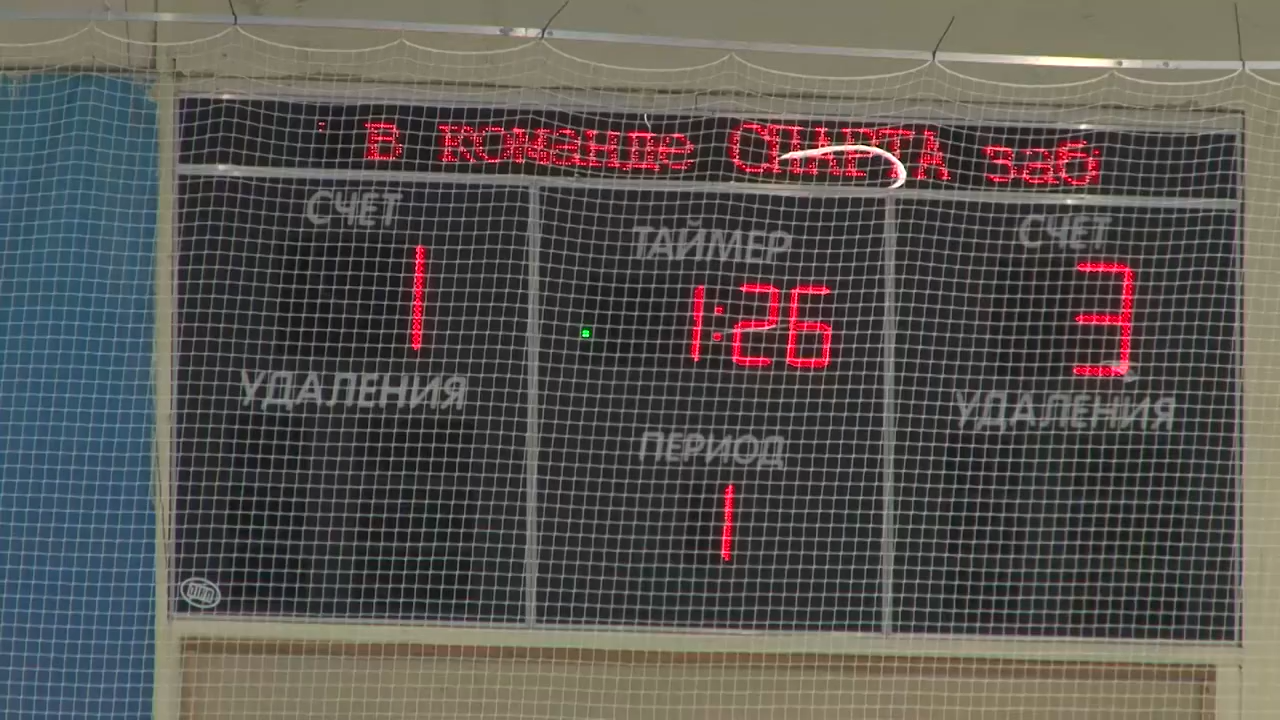 В команде СПАРТА заб
СЧЕТ
1
УДАЛЕНИЯ
ТАЙМЕР
1:26
ПЕРИОД
1
СЧЕТ
3
УДАЛЕНИЯ